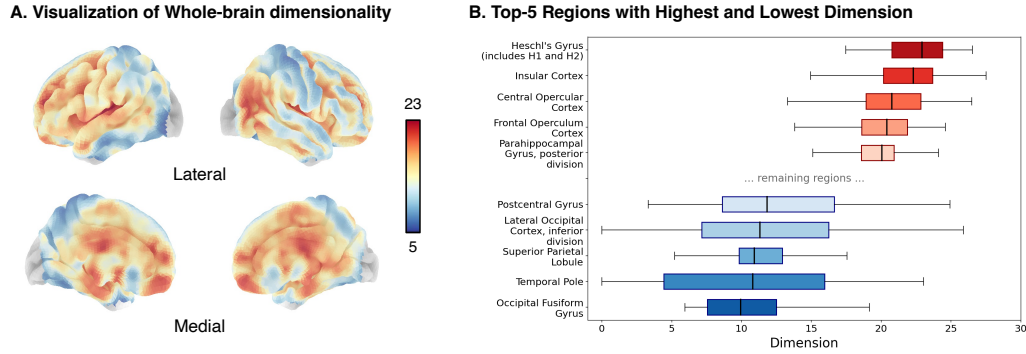 A. Visualization of Whole-brain dimensionality
Lateral
Medial
23
5
B. Top-5 Regions with Highest and Lowest Dimension
Heschl's Gyrus
(includes H1 and H2)
Insular Cortex
Central Opercular
Cortex
Frontal Operculum
Cortex
Parahippocampal
Gyrus, posterior
division
... remaining regions ...
Postcentral Gyrus
Lateral Occipital
Cortex, inferior
division
Superior Parietal
Lobule
Temporal Pole
Occipital Fusiform
Gyrus
0 5 10 15 20 25 30
Dimension